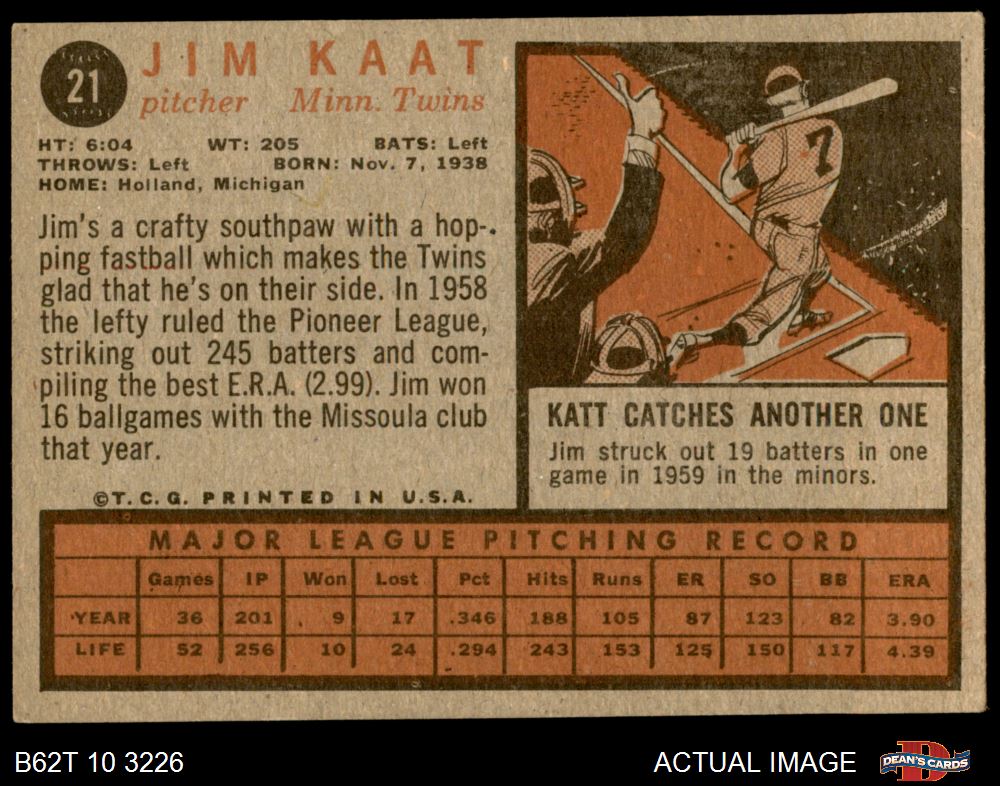 21
JIM KAAT
pitcher Minn. Twins
HT: 6:04 WT: 205 BATS: Left
THROWS: Left BORN: Nov. 7, 1938
HOME: Holland, Michigan
Jim's a crafty southpaw with a hop-
ping fastball which makes the Twins
glad that he's on their side. In 1958
the lefty ruled the Pioneer League,
striking out 245 batters and com-
piling the best E.R.A. (2.99). Jim won
16 ballgames with the Missoula club
that year.
©T.C.G. PRINTED IN U.S.A.
7
KATT CATCHES ANOTHER ONE
Jim struck out 19 batters in one
game in 1959 in the minors.
MAJOR LEAGUE PITCHING RECORD
Games IP Won Lost Pct Hits Runs ER SO BB ERA
YEAR 36 201 9 17 .346 188 105 87 123 82 3.90
LIFE 52 256 10 24 .294 243 153 125 150 117 4.39
B62T 10 3226 ACTUAL IMAGE DEAN'S CARDS